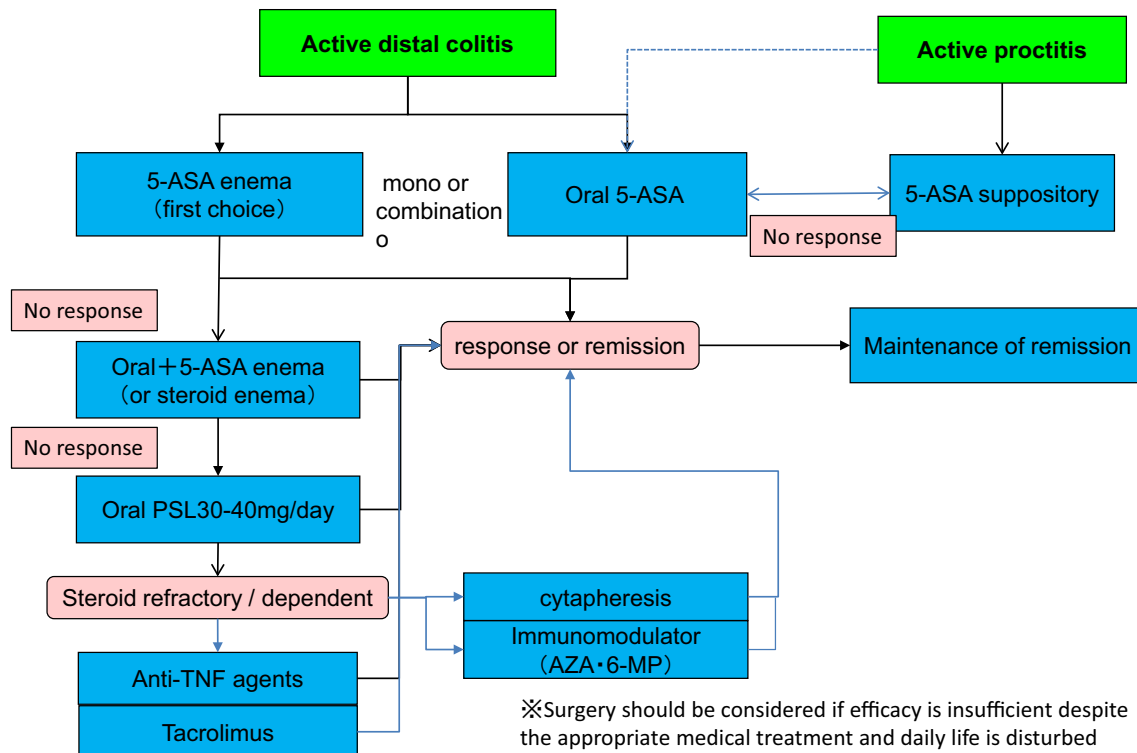 Active distal colitis
Active proctitis
5-ASA enema
（first choice）
mono or
combination
o
Oral 5-ASA
5-ASA suppository
No response
No response
Oral＋5-ASA enema
（or steroid enema）
response or remission
Maintenance of remission
No response
Oral PSL30-40mg/day
Steroid refractory / dependent
cytapheresis
Immunomodulator
（AZA・6-MP）
Anti-TNF agents
Tacrolimus
※Surgery should be considered if efficacy is insufficient despite
the appropriate medical treatment and daily life is disturbed